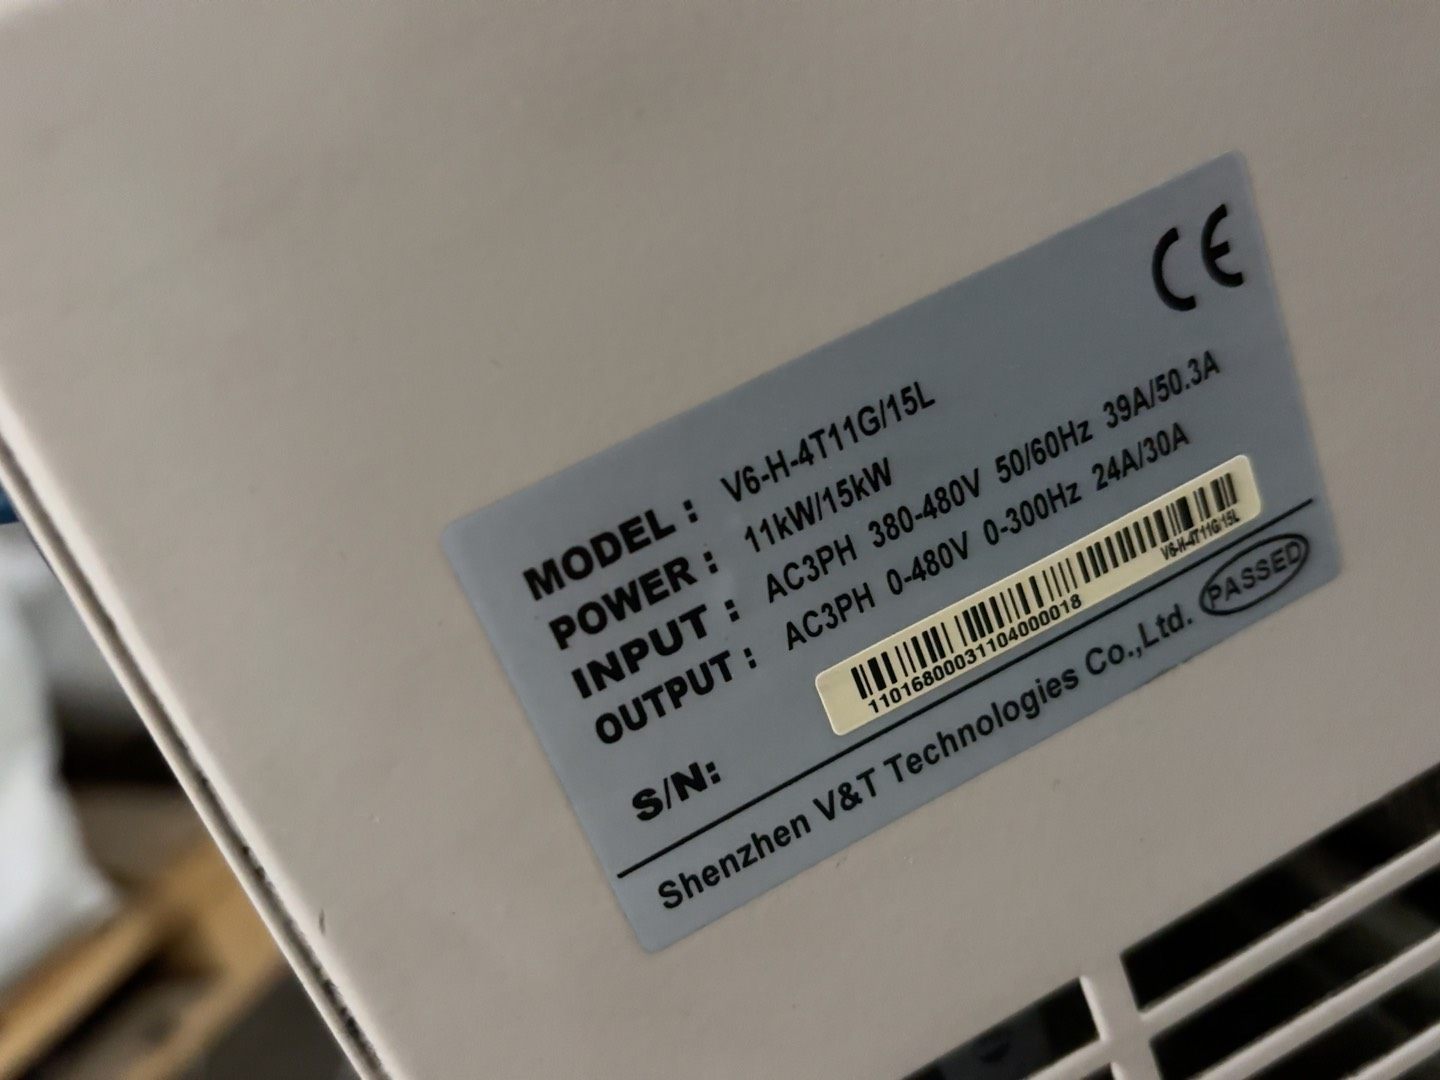 CE
MODEL : V6-H-4T11G/15L
POWER : 11kW/15kW
INPUT : AC3PH 380-480V 50/60Hz 39A/50.3A
OUTPUT : AC3PH 0-480V 0-300Hz 24A/30A
V6-H-4T11G/15L
S/N: 11016800031104000018
Shenzhen V&T Technologies Co.,Ltd. PASSED